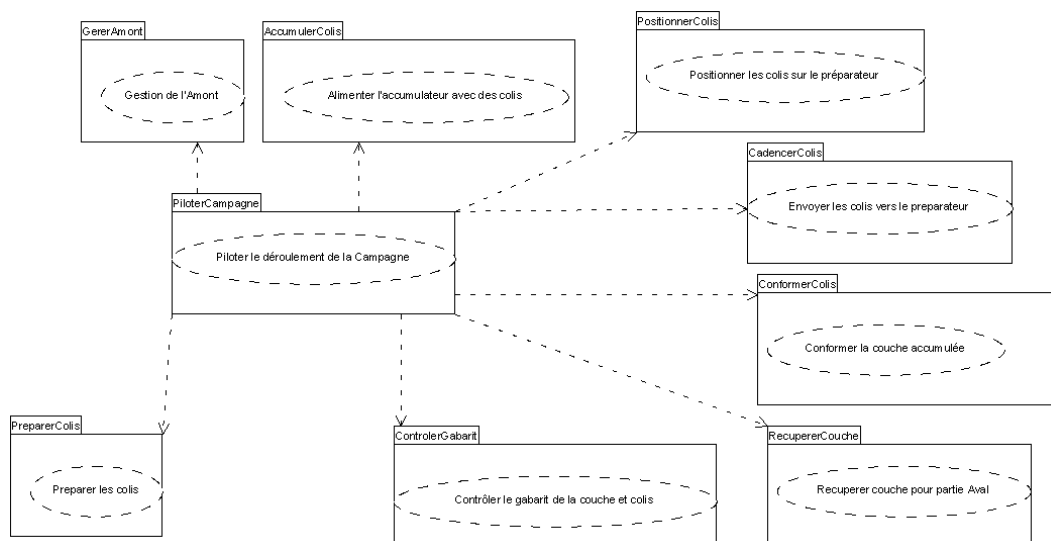 GererAmont
Gestion de l'Amont
AccumulerColis
Alimenter l'accumulateur avec des colis
PositionnerColis
Positionner les colis sur le préparateur
CadencerColis
Envoyer les colis vers le preparateur
PiloterCampagne
Piloter le déroulement de la Campagne
ConformerColis
Conformer la couche accumulée
PreparerColis
Preparer les colis
ControlerGabarit
Contrôler le gabarit de la couche et colis
RecupererCouche
Recuperer couche pour partie Aval